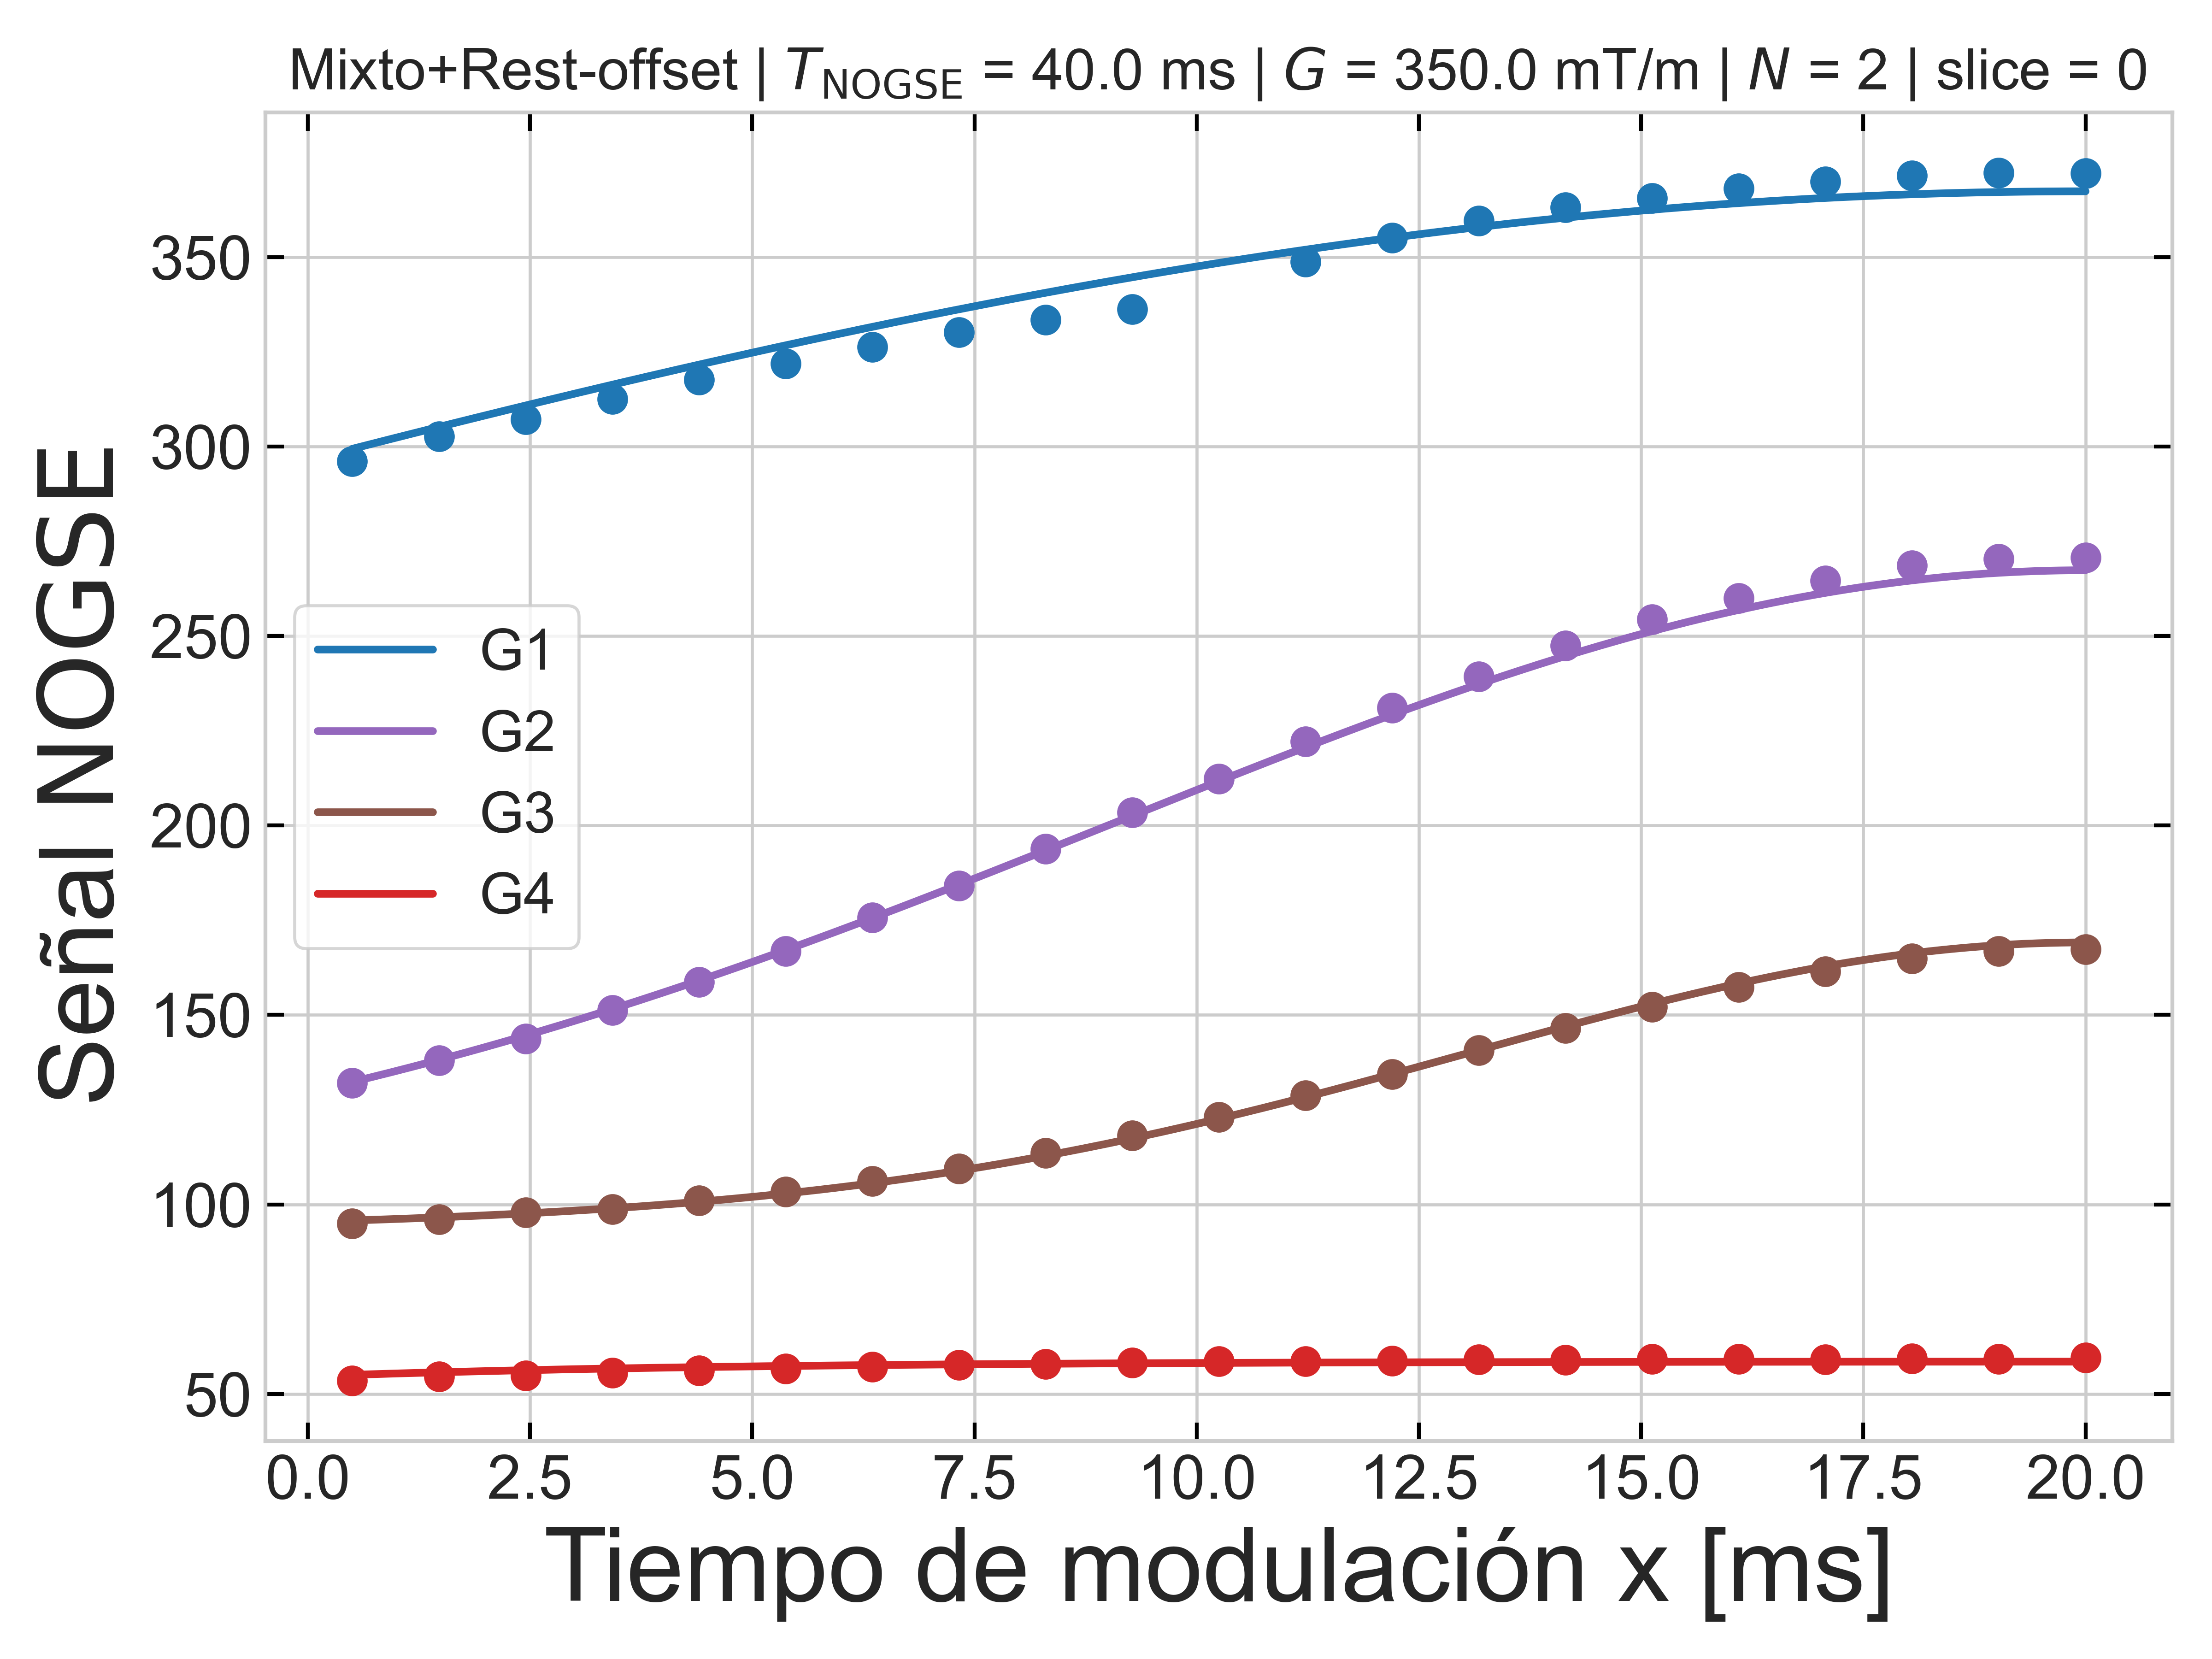 Mixto+Rest-offset | T_NOGSE = 40.0 ms | G = 350.0 mT/m | N = 2 | slice = 0
Señal NOGSE
350
300
250
200
150
100
50
G1
G2
G3
G4
0.0 2.5 5.0 7.5 10.0 12.5 15.0 17.5 20.0
Tiempo de modulación x [ms]